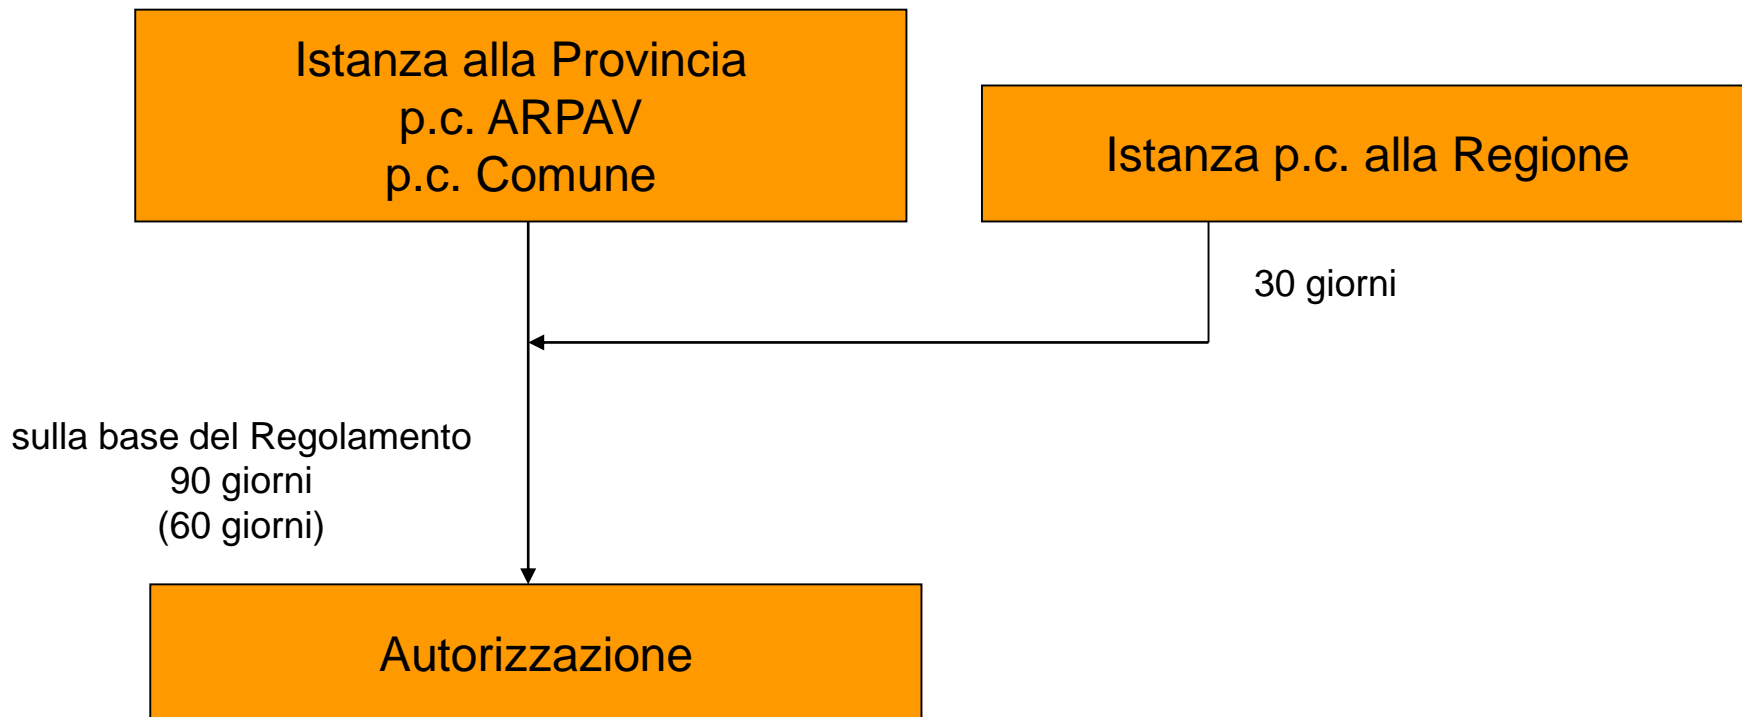 Istanza alla Provincia
p.c. ARPAV
p.c. Comune
Istanza p.c. alla Regione
30 giorni
sulla base del Regolamento
90 giorni
(60 giorni)
Autorizzazione